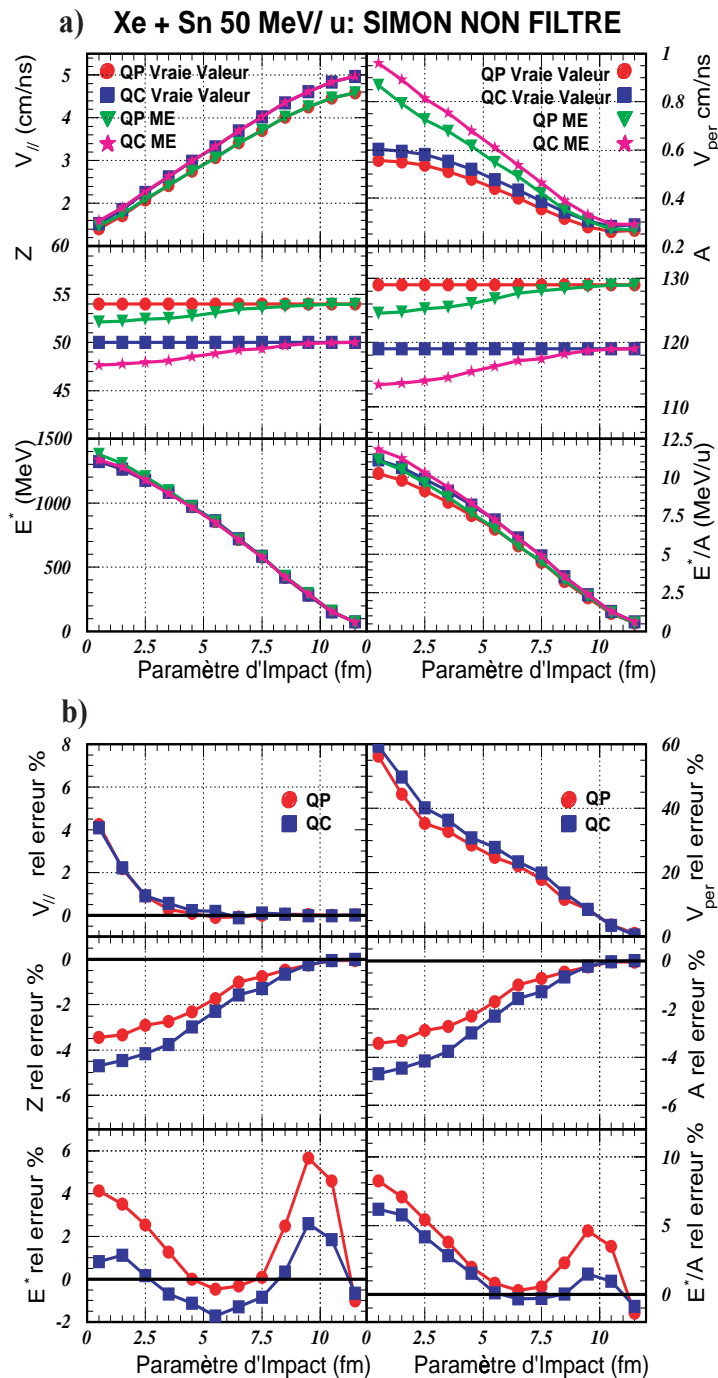 a) Xe + Sn 50 MeV/ u: SIMON NON FILTRE
V// (cm/ns)
5
4
3
2
QP Vraie Valeur
QC Vraie Valeur
QP ME
QC ME
QP Vraie Valeur
QC Vraie Valeur
QP ME
QC ME
1
0.8
0.6
0.4
0.2
Vper cm/ns
Z
60
55
50
45
A
130
120
110
E* (MeV)
1500
1000
500
0
12.5
10
7.5
5
2.5
0
E*/A (MeV/u)
0 2.5 5 7.5 10
0 2.5 5 7.5 10
Paramètre d'Impact (fm)
Paramètre d'Impact (fm)
b)
V// rel erreur %
8
6
4
2
0
QP
QC
QP
QC
60
40
20
0
Vper rel erreur %
Z rel erreur %
0
-2
-4
-6
0
-2
-4
-6
A rel erreur %
E* rel erreur %
6
4
2
0
-2
10
5
0
E*/A rel erreur %
0 2.5 5 7.5 10
0 2.5 5 7.5 10
Paramètre d'Impact (fm)
Paramètre d'Impact (fm)